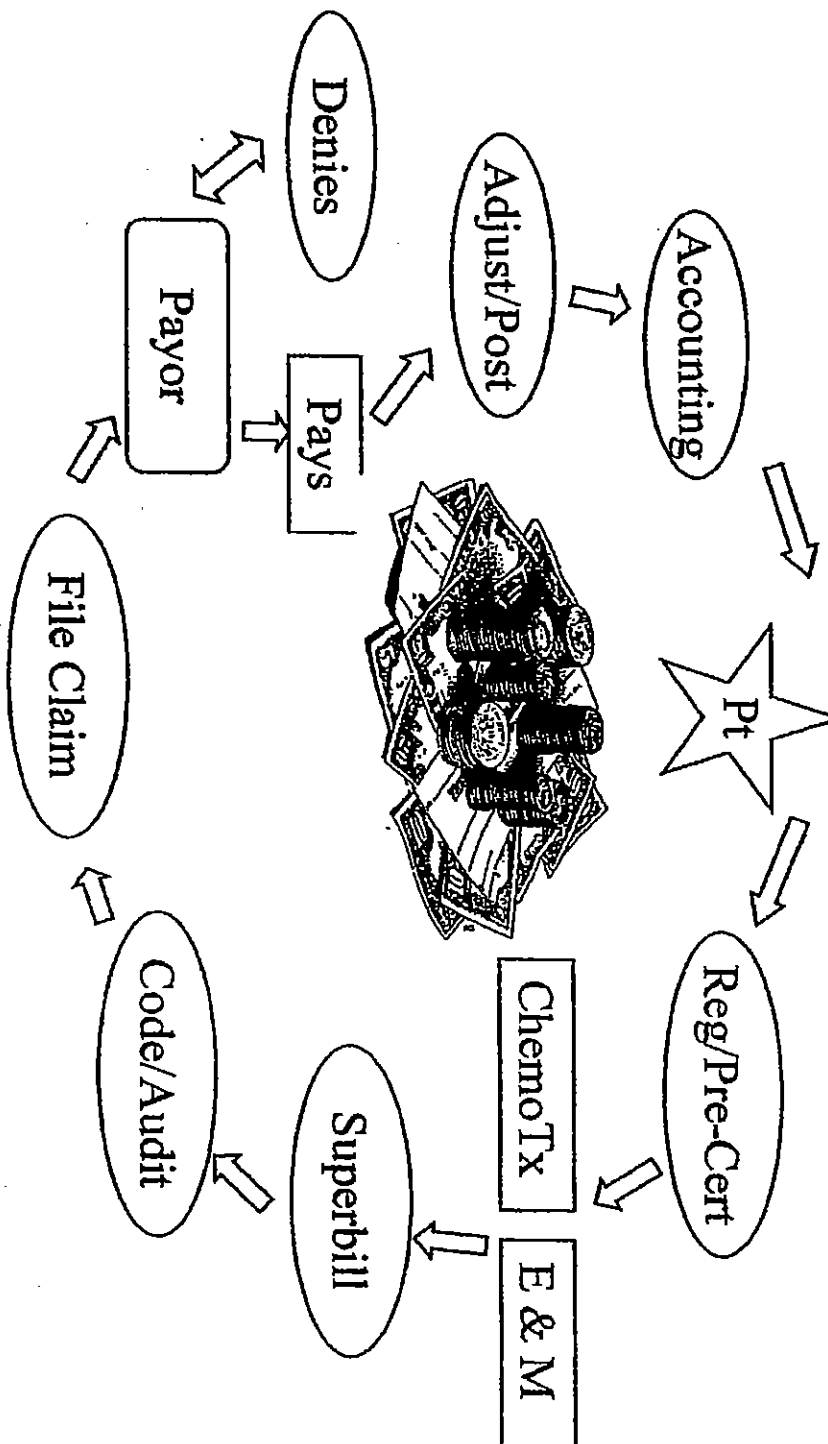 Pt
Reg/Pre-Cert
ChemoTx
E & M
Superbill
Code/Audit
File Claim
Payor
Denies
Pays
Adjust/Post
Accounting